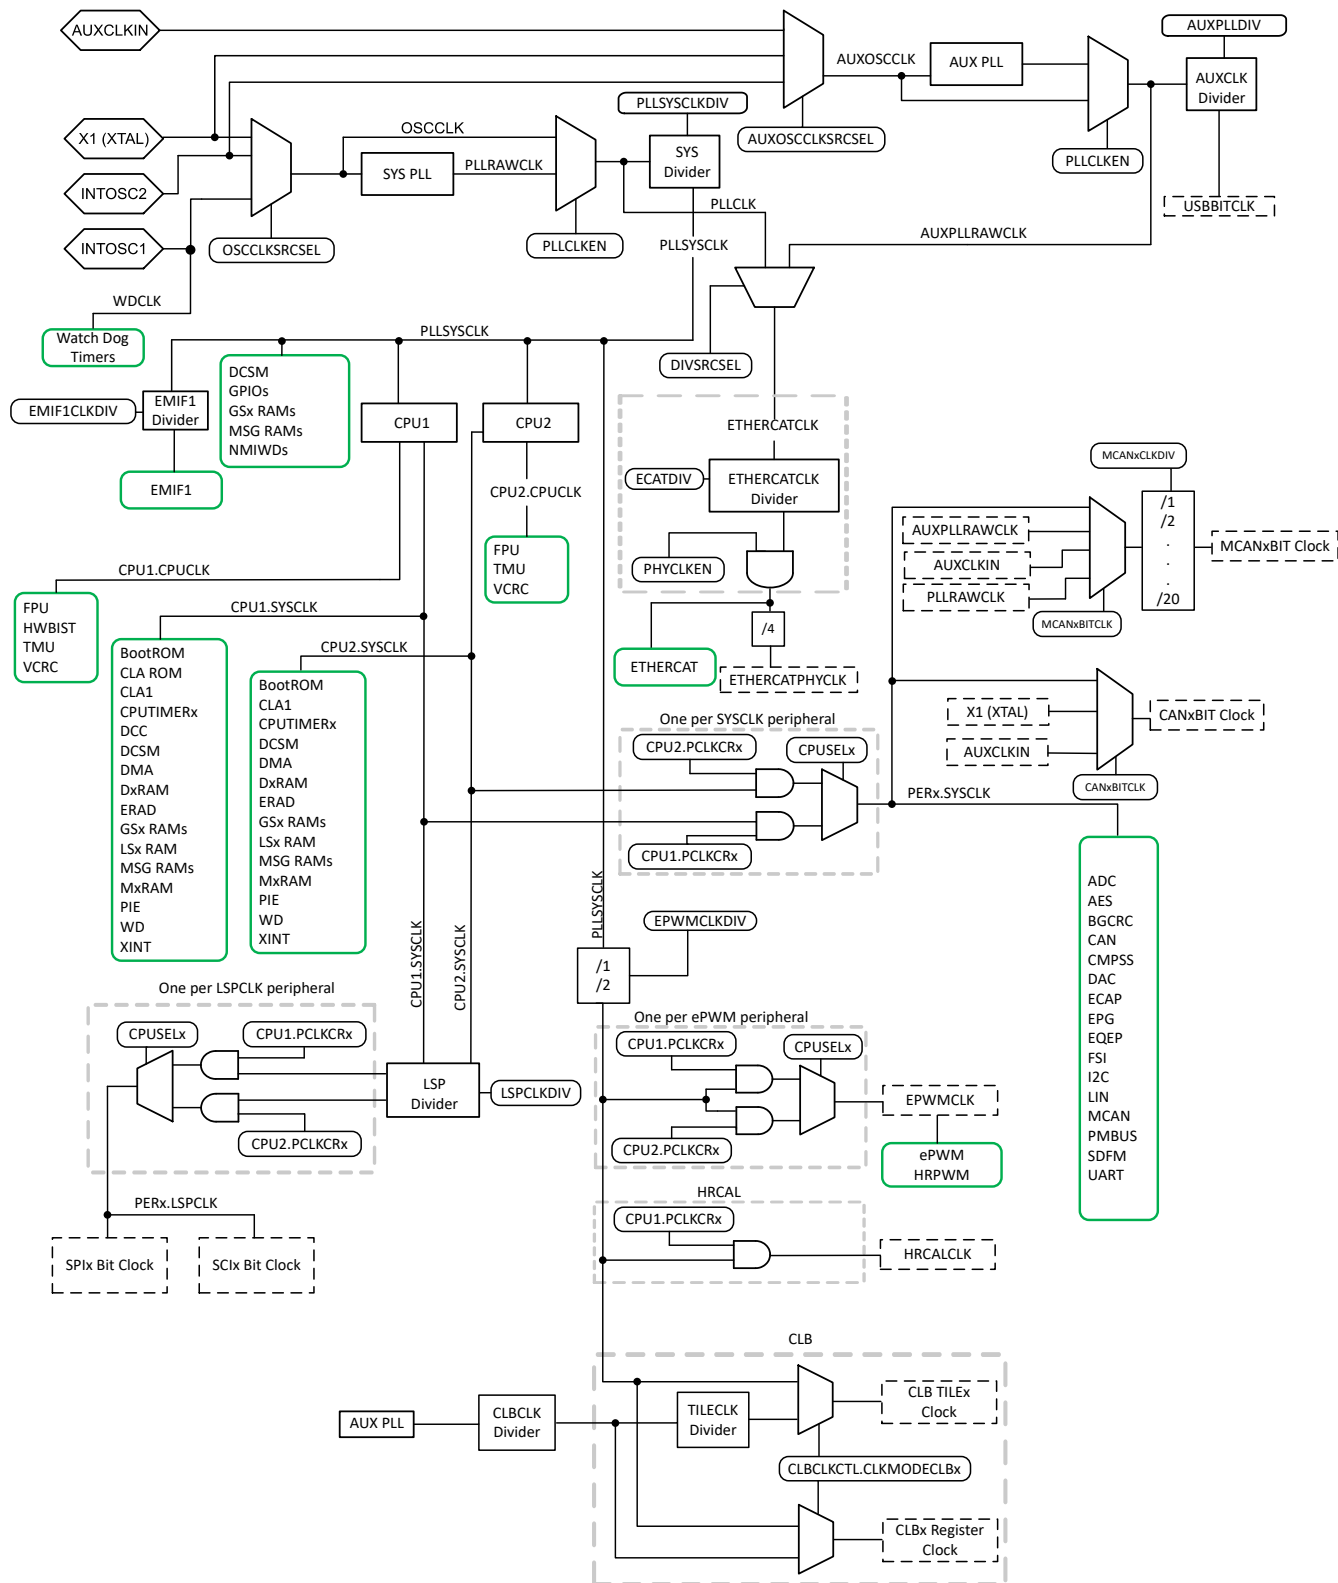 AUXCLKIN
AUXPLLDIV
AUXOSCCLK
AUX PLL
AUXCLK
Divider
X1 (XTAL)
OSCCLK
PLLSYSCLKDIV
AUXOSCCLKSRCSEL
SYS PLL
PLLRAWCLK
SYS
Divider
PLLCLKEN
INTOSC2
PLLCLK
USBBITCLK
INTOSC1
OSCCLKSRCSEL
PLLCLKEN
PLLSYSCLK
AUXPLLRAWCLK
WDCLK
Watch Dog
Timers
PLLSYSCLK
DIVSRCSEL
DCSM
GPIOs
GSx RAMs
MSG RAMs
NMIWDs
EMIF1CLKDIV
EMIF1
Divider
CPU1
CPU2
ETHERCATCLK
EMIF1
CPU2.CPUCLK
ECATDIV
ETHERCATCLK
Divider
MCANxCLKDIV
/1
/2
.
.
.
/20
AUXPLLRAWCLK
AUXCLKIN
PLLRAWCLK
MCANxBIT Clock
MCANxBITCLK
FPU
TMU
VCRC
PHYCLKEN
CPU1.CPUCLK
FPU
HWBIST
TMU
VCRC
CPU1.SYSCLK
/4
CPU2.SYSCLK
ETHERCAT
ETHERCATPHYCLK
BootROM
CLA ROM
CLA1
CPUTIMERx
DCC
DCSM
DMA
DxRAM
ERAD
GSx RAMs
LSx RAM
MSG RAMs
MxRAM
PIE
WD
XINT
BootROM
CLA1
CPUTIMERx
DCSM
DMA
DxRAM
ERAD
GSx RAMs
LSx RAM
MSG RAMs
MxRAM
PIE
WD
XINT
One per SYSCLK peripheral
CPU2.PCLKCRx
CPUSELx
CPU1.PCLKCRx
X1 (XTAL)
AUXCLKIN
CANxBIT Clock
CANxBITCLK
PERx.SYSCLK
ADC
AES
BGCRC
CAN
CMPSS
DAC
ECAP
EPG
EQEP
FSI
I2C
LIN
MCAN
PMBUS
SDFM
UART
CPU1.SYSCLK
CPU2.SYSCLK
PLLSYSCLK
EPWMCLKDIV
/1
/2
One per LSPCLK peripheral
CPUSELx
CPU1.PCLKCRx
CPU2.PCLKCRx
LSP
Divider
LSPCLKDIV
One per ePWM peripheral
CPU1.PCLKCRx
CPUSELx
CPU2.PCLKCRx
EPWMCLK
ePWM
HRPWM
PERx.LSPCLK
SPIx Bit Clock
SCIx Bit Clock
HRCAL
CPU1.PCLKCRx
HRCALCLK
CLB
AUX PLL
CLBCLK
Divider
TILECLK
Divider
CLB TILEx
Clock
CLBCLKCTL.CLKMODECLBx
CLBx Register
Clock